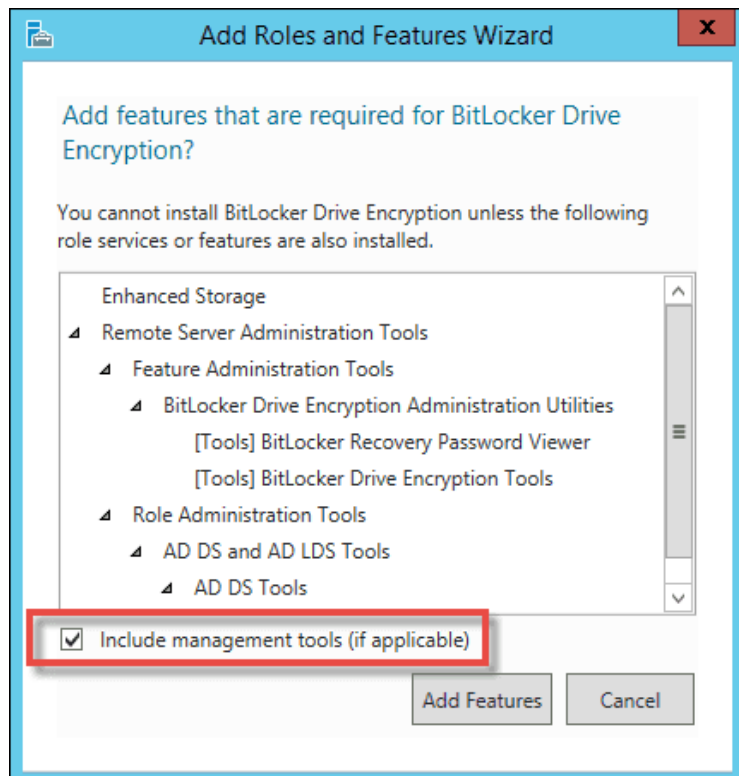 Add Roles and Features Wizard
x
Add features that are required for BitLocker Drive
Encryption?
You cannot install BitLocker Drive Encryption unless the following
role services or features are also installed.
Enhanced Storage
Remote Server Administration Tools
Feature Administration Tools
BitLocker Drive Encryption Administration Utilities
[Tools] BitLocker Recovery Password Viewer
[Tools] BitLocker Drive Encryption Tools
Role Administration Tools
AD DS and AD LDS Tools
AD DS Tools
Include management tools (if applicable)
Add Features
Cancel